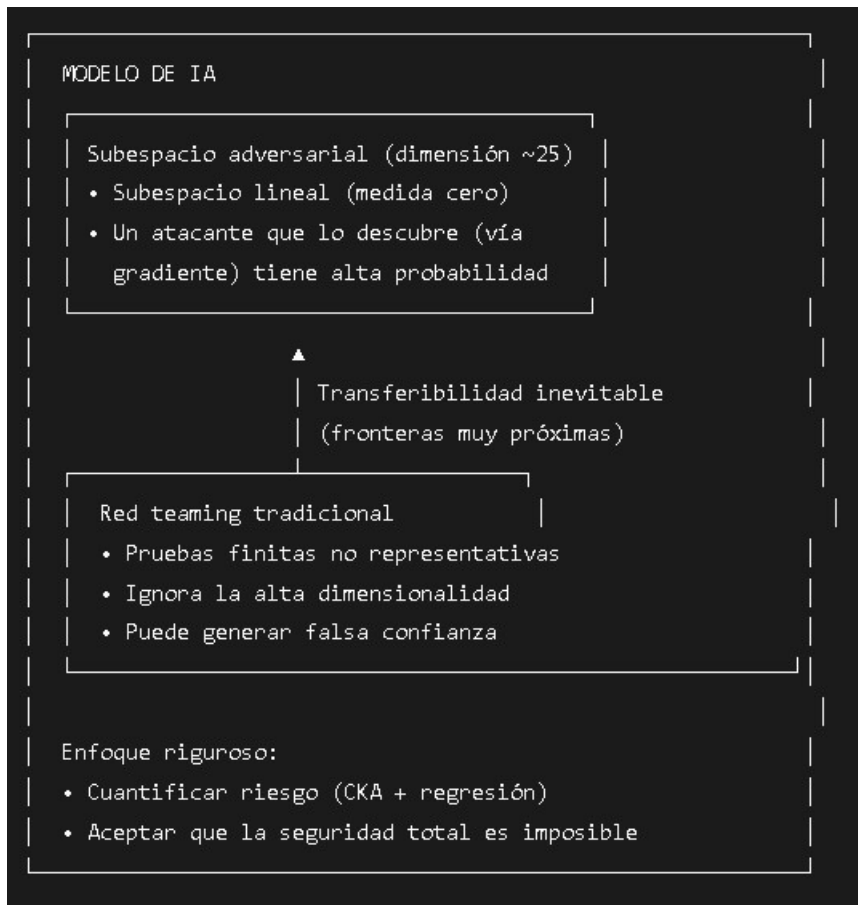 MODELO DE IA
Subespacio adversarial (dimensión ~25)
• Subespacio lineal (medida cero)
• Un atacante que lo descubre (vía
gradiente) tiene alta probabilidad
Transferibilidad inevitable
(fronteras muy próximas)
Red teaming tradicional
• Pruebas finitas no representativas
• Ignora la alta dimensionalidad
• Puede generar falsa confianza
Enfoque riguroso:
• Cuantificar riesgo (CKA + regresión)
• Aceptar que la seguridad total es imposible